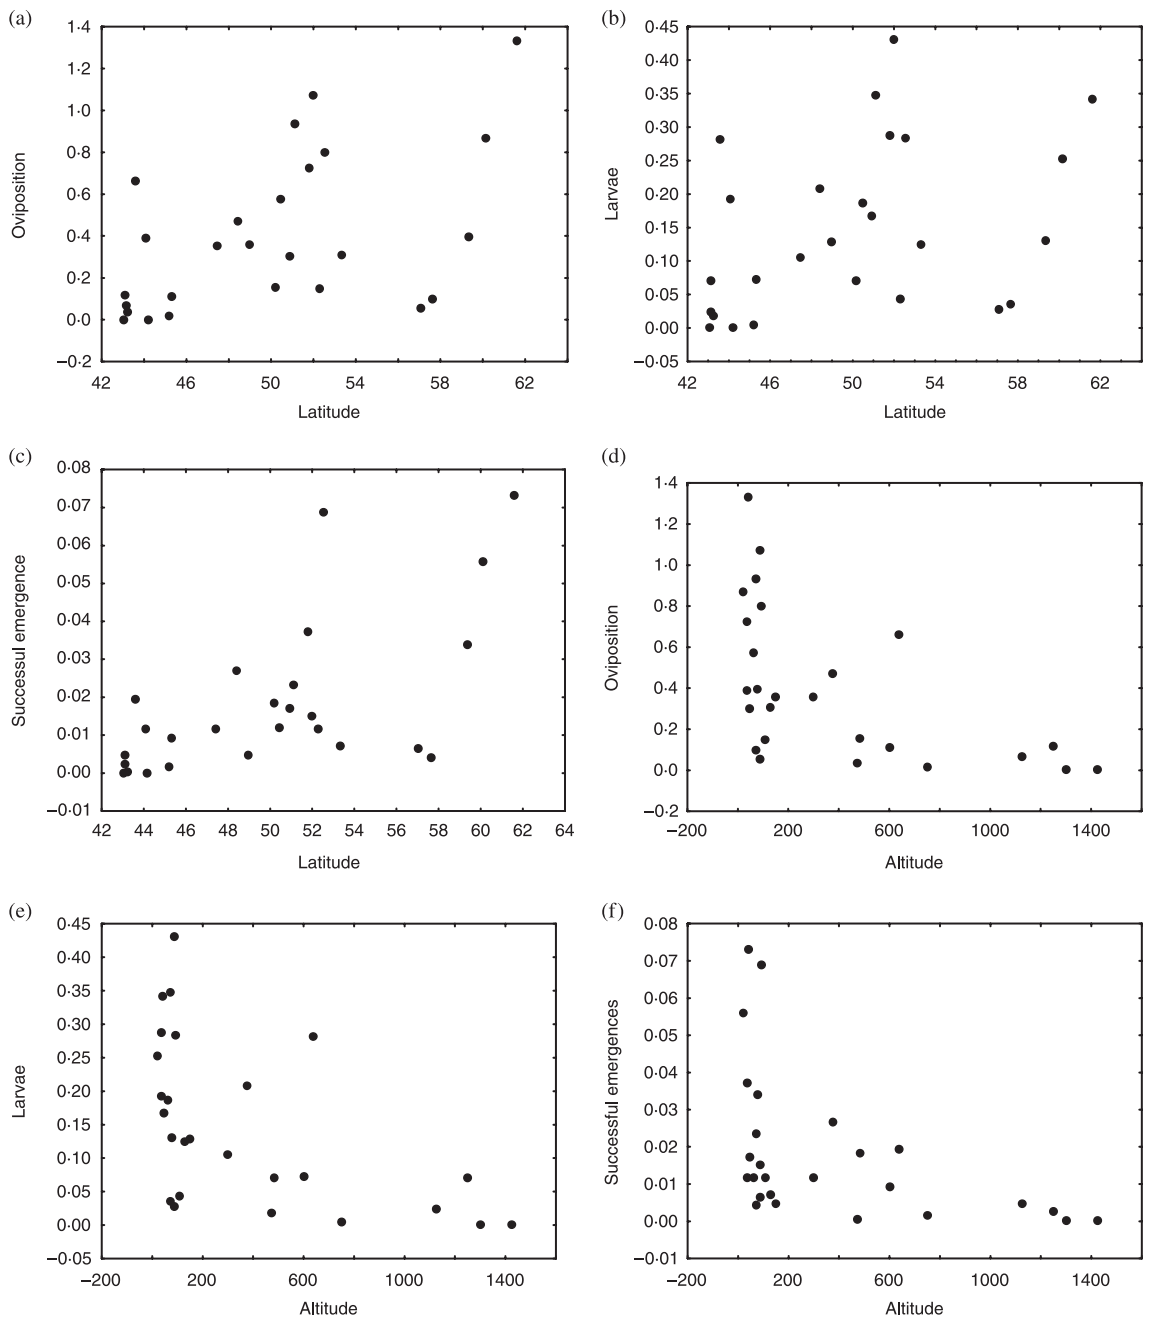 (a)
1·4
1·2
1·0
0·8
0·6
0·4
0·2
0·0
−0·2
Oviposition
42 46 50 54 58 62
Latitude
(b)
0·45
0·40
0·35
0·30
0·25
0·20
0·15
0·10
0·05
0·00
−0·05
Larvae
42 46 50 54 58 62
Latitude
(c)
0·08
0·07
0·06
0·05
0·04
0·03
0·02
0·01
0·00
−0·01
Successul emergence
42 44 46 48 50 52 54 56 58 60 62 64
Latitude
(d)
1·4
1·2
1·0
0·8
0·6
0·4
0·2
0·0
−0·2
Oviposition
−200 200 600 1000 1400
Altitude
(e)
0·45
0·40
0·35
0·30
0·25
0·20
0·15
0·10
0·05
0·00
−0·05
Larvae
−200 200 600 1000 1400
Altitude
(f)
0·08
0·07
0·06
0·05
0·04
0·03
0·02
0·01
0·00
−0·01
Successful emergences
−200 200 600 1000 1400
Altitude